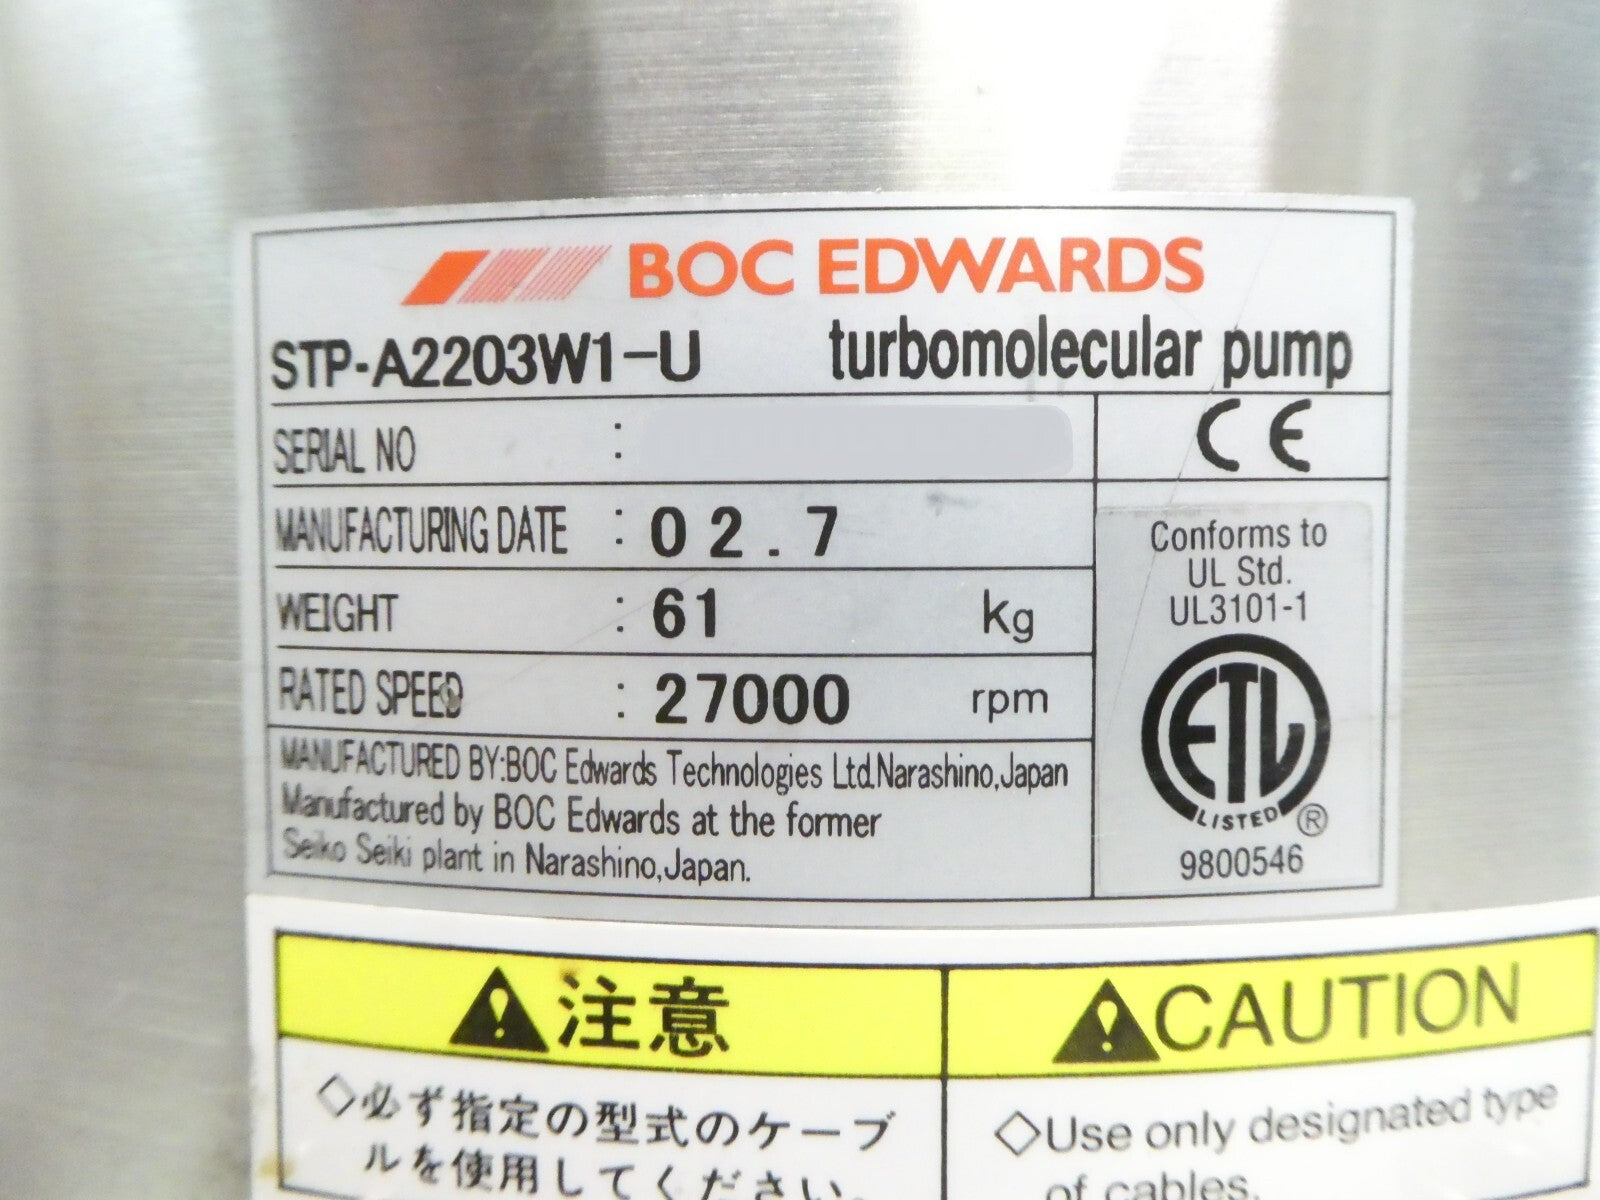 BOC EDWARDS
STP-A2203W1-U turbomolecular pump
SERIAL NO :
CE
MANUFACTURING DATE : 02.7
WEIGHT : 61 kg
RATED SPEED : 27000 rpm
Conforms to
UL Std.
UL3101-1
ETL
LISTED ®
9800546
MANUFACTURED BY:BOC Edwards Technologies Ltd.Narashino,Japan
Manufactured by BOC Edwards at the former
Seiko Seiki plant in Narashino,Japan.
注意
◇必ず指定の型式のケーブ
ルを使用してください。
CAUTION
◇Use only designated type
of cables.